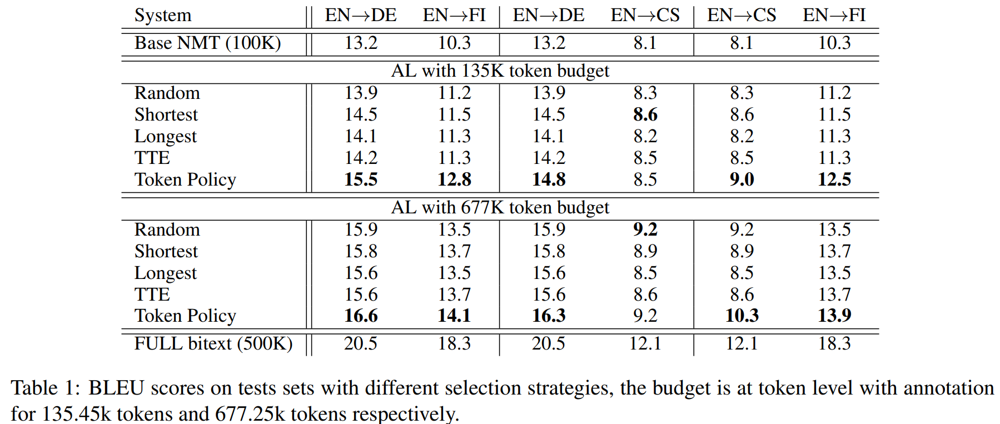 System EN→DE EN→FI EN→DE EN→CS EN→CS EN→FI
Base NMT (100K) 13.2 10.3 13.2 8.1 8.1 10.3
AL with 135K token budget
Random 13.9 11.2 13.9 8.3 8.3 11.2
Shortest 14.5 11.5 14.5 8.6 8.6 11.5
Longest 14.1 11.3 14.1 8.2 8.2 11.3
TTE 14.2 11.3 14.2 8.5 8.5 11.3
Token Policy 15.5 12.8 14.8 8.5 9.0 12.5
AL with 677K token budget
Random 15.9 13.5 15.9 9.2 9.2 13.5
Shortest 15.8 13.7 15.8 8.9 8.9 13.7
Longest 15.6 13.5 15.6 8.5 8.5 13.5
TTE 15.6 13.7 15.6 8.6 8.6 13.7
Token Policy 16.6 14.1 16.3 9.2 10.3 13.9
FULL bitext (500K) 20.5 18.3 20.5 12.1 12.1 18.3
Table 1: BLEU scores on tests sets with different selection strategies, the budget is at token level with annotation
for 135.45k tokens and 677.25k tokens respectively.